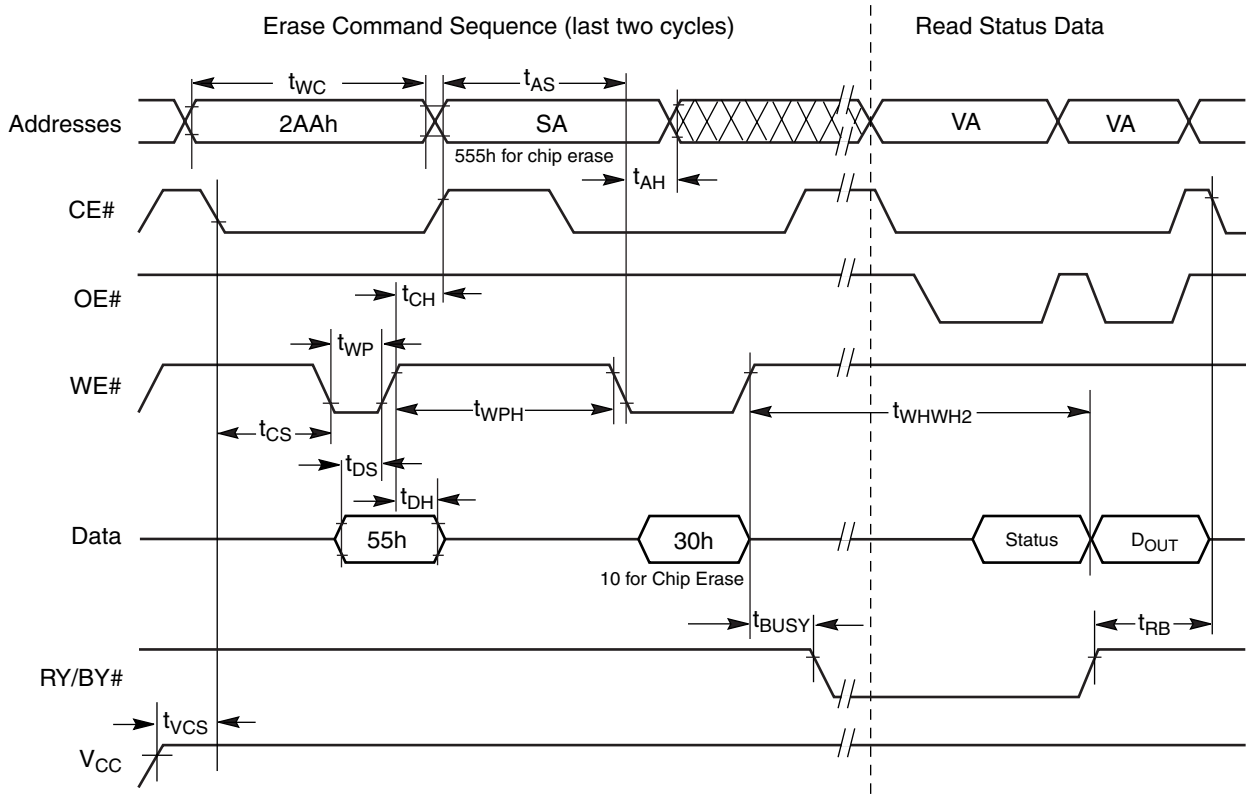 Erase Command Sequence (last two cycles)
Read Status Data
tWC
tAS
Addresses
2AAh
SA
VA
VA
555h for chip erase
tAH
CE#
tCH
OE#
tWP
WE#
tWPH
tWHWH2
tCS
tDS
tDH
Data
55h
30h
Status
DOUT
10 for Chip Erase
tBUSY
tRB
RY/BY#
tVCS
VCC